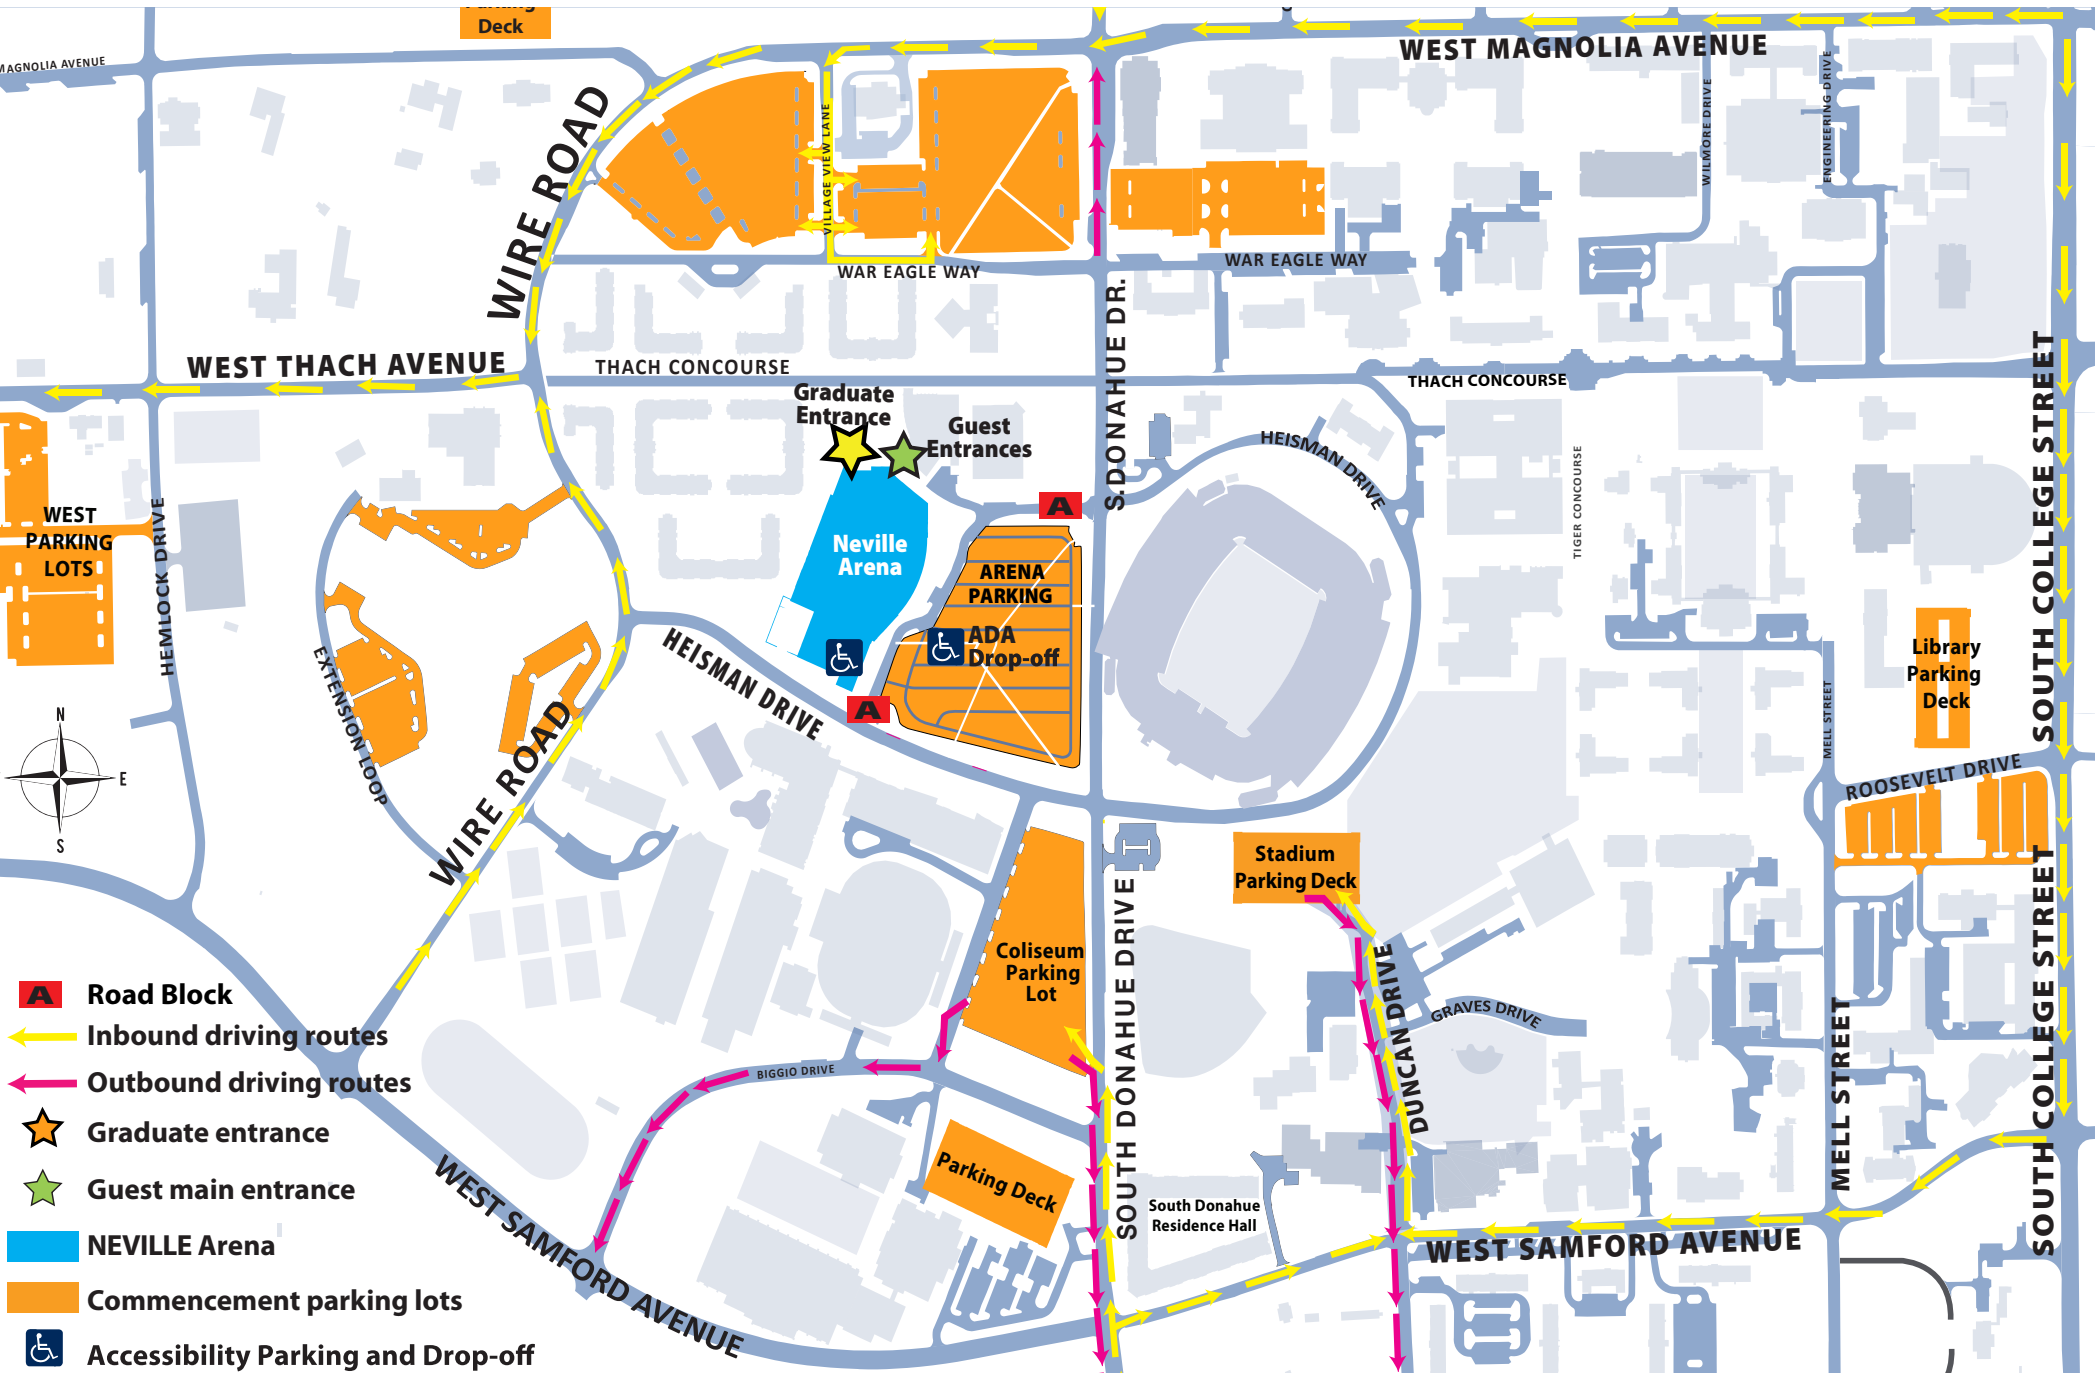 Parking
Deck
MAGNOLIA AVENUE
WEST MAGNOLIA AVENUE
WIRE ROAD
VILLAGE VIEW LANE
WILMORE DRIVE
ENGINEERING DRIVE
WAR EAGLE WAY
WAR EAGLE WAY
S.DONAHUE DR.
WEST THACH AVENUE
THACH CONCOURSE
THACH CONCOURSE
Graduate
Entrance
Guest
Entrances
HEISMAN DRIVE
TIGER CONCOURSE
SOUTH COLLEGE STREET
A
WEST
PARKING
LOTS
HEMLOCK DRIVE
Neville
Arena
ARENA
PARKING
ADA
Drop-off
A
HEISMAN DRIVE
EXTENSION LOOP
WIRE ROAD
Library
Parking
Deck
MELL STREET
ROOSEVELT DRIVE
N
E
S
Stadium
Parking Deck
Coliseum
Parking
Lot
SOUTH DONAHUE DRIVE
DUNCAN DRIVE
GRAVES DRIVE
MELL STREET
SOUTH COLLEGE STREET
BIGGIO DRIVE
Parking Deck
South Donahue
Residence Hall
WEST SAMFORD AVENUE
WEST SAMFORD AVENUE
A Road Block
Inbound driving routes
Outbound driving routes
Graduate entrance
Guest main entrance
NEVILLE Arena
Commencement parking lots
Accessibility Parking and Drop-off